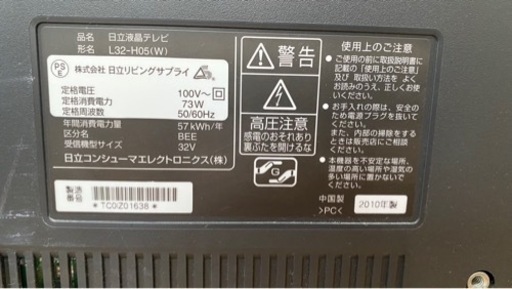 品名 日立液晶テレビ
形名 L32-H05(W)
PS
E
株式会社 日立リビングサプライ
定格電圧 100V~
定格消費電力 73W
定格周波数 50/60Hz
年間消費電力量 57kWh/年
区分名 BEE
受信機型サイズ 32V
日立コンシューマエレクトロニクス(株)
製造
番号
*TC0IZ01638*
警告
高圧注意
感電のおそれあり
裏ぶたを開けるな
G
使用上のご注意
●ご使用の前に取扱説明書に
記載の「使用上のご注意」
及び 取扱い方法を よく
お読みのうえ、正しくお使い
ください。
●お手入れの際は、安全の
ため電源プラグを抜いて
ください。
また、内部の掃除をする
ときは販売店にご相談
ください。
●本機器を不安定な場所、
湿度の高い場所や湿気の
多い場所に置かないで
ください。
中国製
>PC<
2010年製